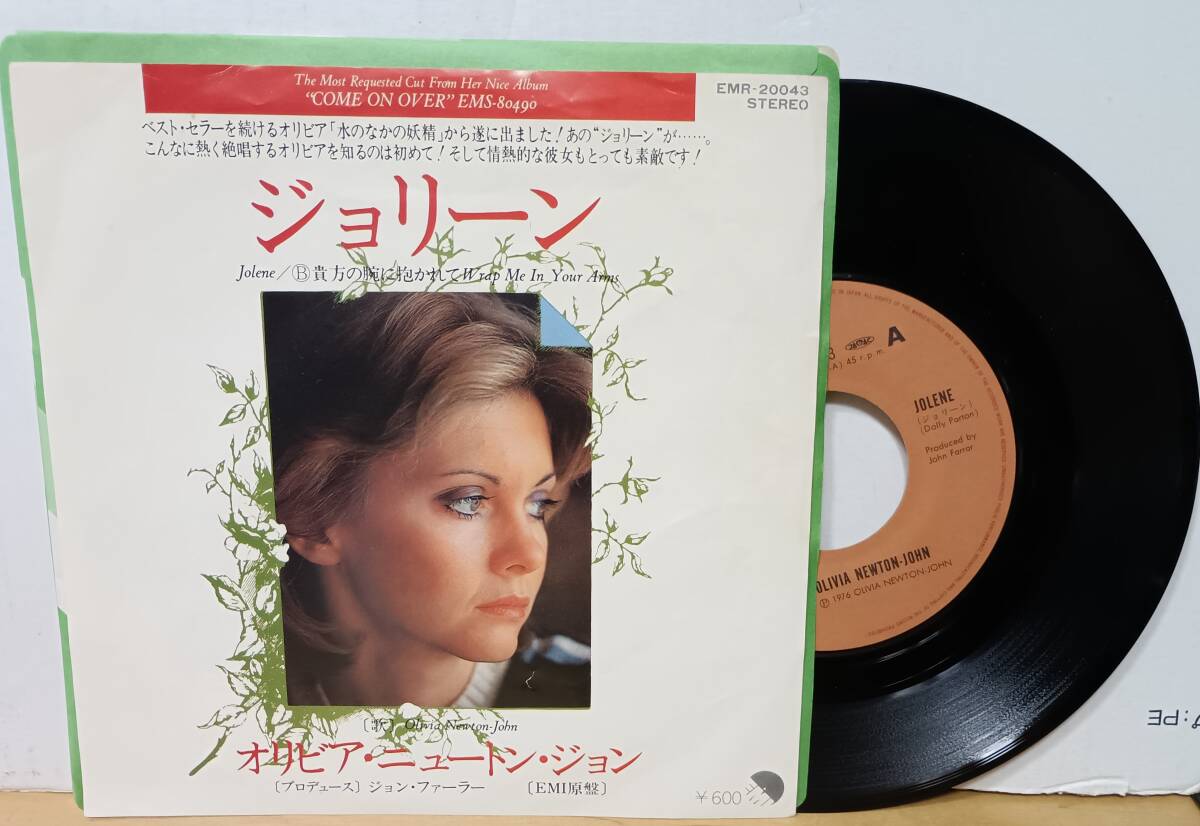 The Most Requested Cut From Her Nice Album
"COME ON OVER" EMS-80490
EMR-20043
STEREO
ベスト・セラーを続けるオリビア「水のなかの妖精」から遂に出ました!あの"ジョリーン"が……。
こんなに熱く絶唱するオリビアを知るのは初めて!そして情熱的な彼女もとっても素敵です!
ジョリーン
Jolene/Ⓑ貴方の腕に抱かれてWrap Me In Your Arms
〔歌〕Olivia Newton-John
オリビア・ニュートン・ジョン
〔プロデュース〕ジョン・ファーラー 〔EMI原盤〕
¥600
3 A
45 r.p.m.
JOLENE
(ジョリーン)
(Dolly Parton)
Produced by
John Farrar
OLIVIA NEWTON-JOHN
Ⓟ 1976 OLIVIA NEWTON-JOHN
: PE